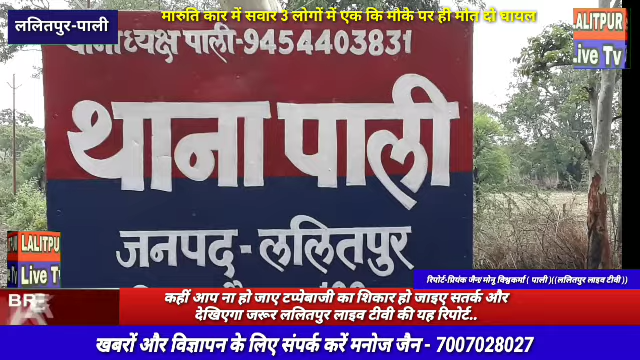 मारुति कार में सवार 3 लोगों में एक कि मौके पर ही मौत दो घायल
ललितपुर-पाली
LALITPUR
Live Tv
थानाध्यक्ष पाली-9454403831
थाना पाली
जनपद-ललितपुर
LALITPUR
Live Tv
रिपोर्ट-प्रियंक जैन/मोनु विश्वकर्मा ( पाली )((ललितपुर लाइव टीवी ))
BRE
कहीं आप ना हो जाए टप्पेबाजी का शिकार हो जाइए सतर्क और
देखिएगा जरूर ललितपुर लाइव टीवी की यह रिपोर्ट..
खबरों और विज्ञापन के लिए संपर्क करें मनोज जैन - 7007028027